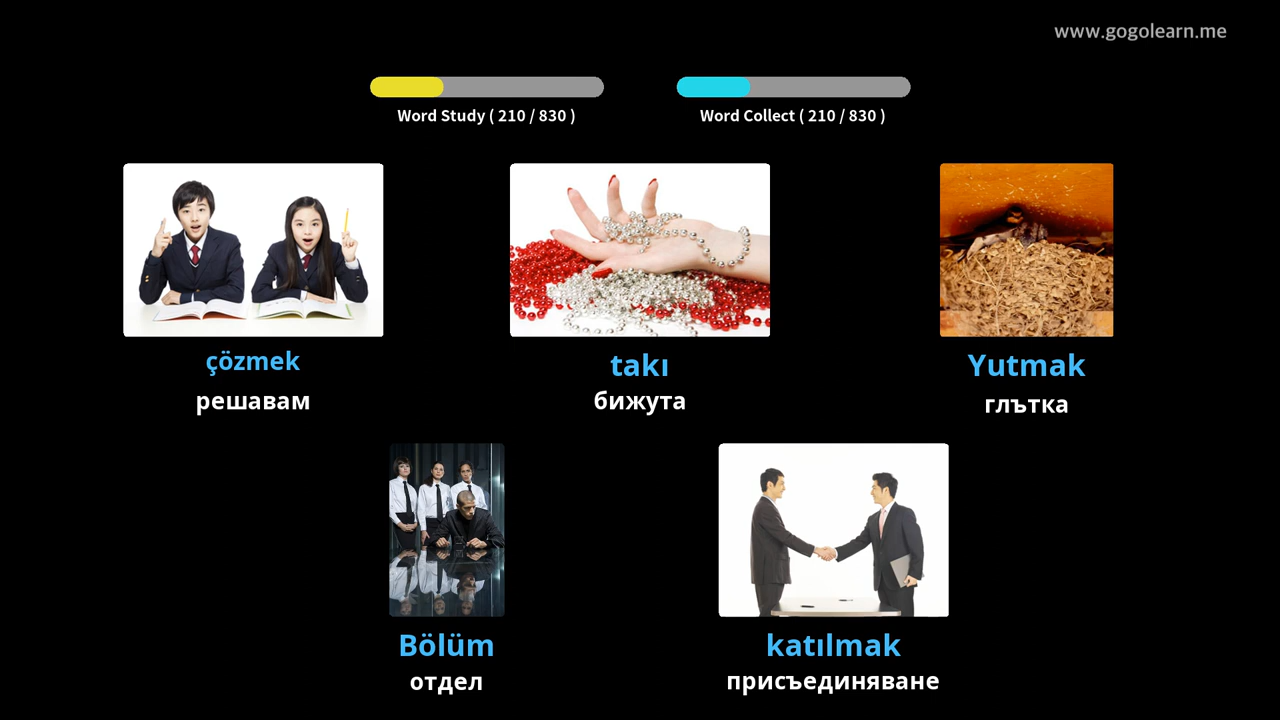 www.gogolearn.me
Word Study ( 210 / 830 )
Word Collect ( 210 / 830 )
çözmek
решавам
takı
бижута
Yutmak
глътка
Bölüm
отдел
katılmak
присъединяване